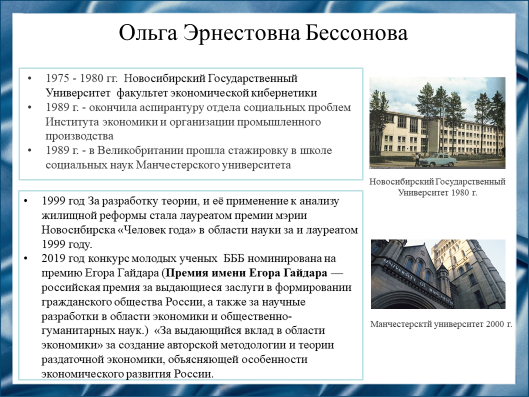 Ольга Эрнестовна Бессонова
• 1975 - 1980 гг. Новосибирский Государственный
Университет факультет экономической кибернетики
• 1989 г. - окончила аспирантуру отдела социальных проблем
Института экономики и организации промышленного
производства
• 1989 г. - в Великобритании прошла стажировку в школе
социальных наук Манчестерского университета
Новосибирский Государственный
Университет 1980 г.
• 1999 год За разработку теории, и её применение к анализу
жилищной реформы стала лауреатом премии мэрии
Новосибирска «Человек года» в области науки за и лауреатом
1999 году.
• 2019 год конкурс молодых ученых БББ номинирована на
премию Егора Гайдара (Премия имени Егора Гайдара —
российская премия за выдающиеся заслуги в формировании
гражданского общества России, а также за научные
разработки в области экономики и общественно-
гуманитарных наук.) «За выдающийся вклад в области
экономики» за создание авторской методологии и теории
раздаточной экономики, объясняющей особенности
экономического развития России.
Манчестерсктй университет 2000 г.